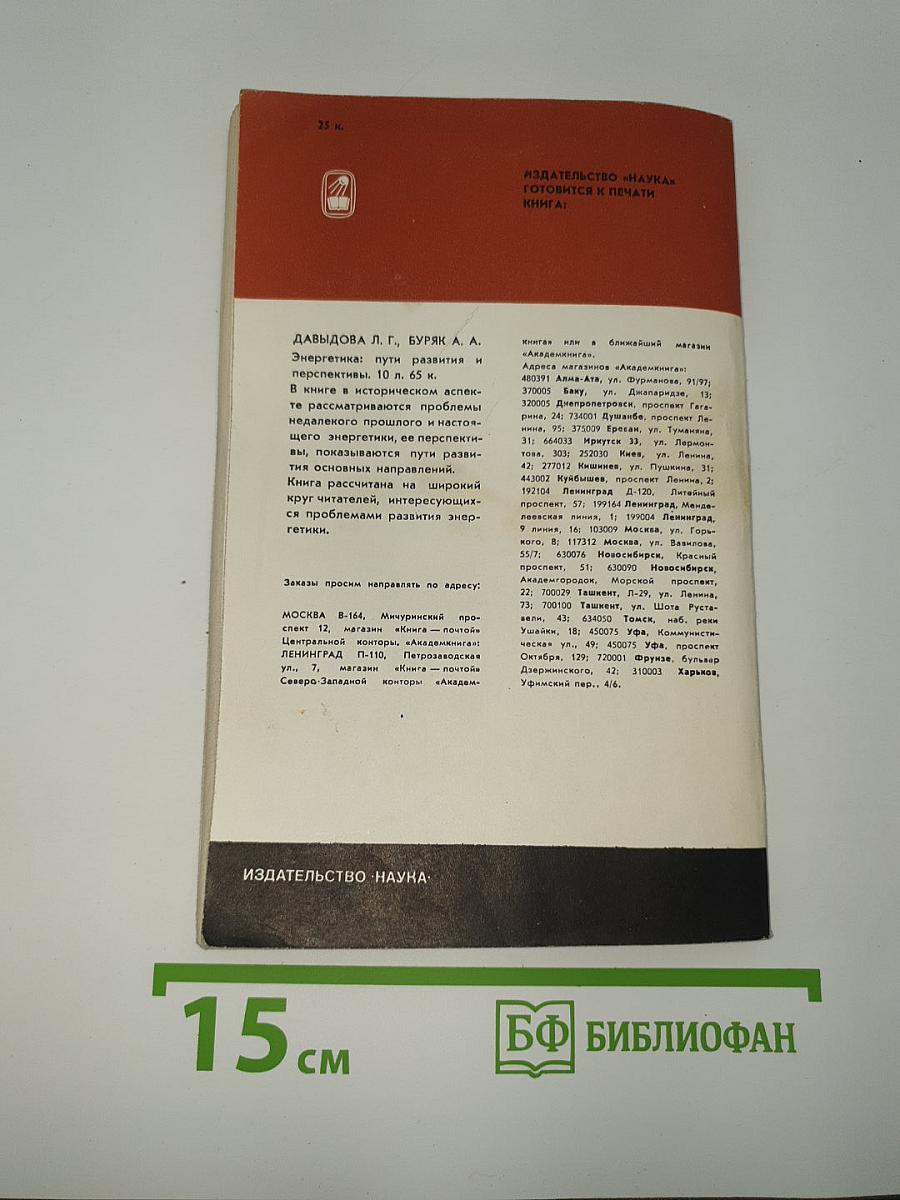 25 к.
ИЗДАТЕЛЬСТВО «НАУКА»
ГОТОВИТСЯ К ПЕЧАТИ
КНИГА:
ДАВЫДОВА Л. Г., БУРЯК А. А.
Энергетика: пути развития и
перспективы. 10 л. 65 к.
В книге в историческом аспек-
те рассматриваются проблемы
недалекого прошлого и настоя-
щего энергетики, ее перспекти-
вы, показываются пути разви-
тия основных направлений.
Книга рассчитана на широкий
круг читателей, интересующих-
ся проблемами развития энер-
гетики.
Заказы просим направлять по адресу:
МОСКВА В-164, Мичуринский про-
спект 12, магазин «Книга — почтой»
Центральной конторы, «Академкнига»;
ЛЕНИНГРАД П-110, Петрозаводская
ул., 7, магазин «Книга — почтой»
Северо-Западной конторы «Академ-
книга» или в ближайший магазин
«Академкнига».
Адреса магазинов «Академкнига»:
480391 Алма-Ата, ул. Фурманова, 91/97;
370005 Баку, ул. Джапаридзе, 13;
320005 Днепропетровск, проспект Гага-
рина, 24; 734001 Душанбе, проспект Ле-
нина, 95; 375009 Ереван, ул. Туманяна,
31; 664033 Иркутск 33, ул. Лермон-
това, 303; 252030 Киев, ул. Ленина,
42; 277012 Кишинев, ул. Пушкина, 31;
443002 Куйбышев, проспект Ленина, 2;
192104 Ленинград Д-120, Литейный
проспект, 57; 199164 Ленинград, Менде-
леевская линия, 1; 199004 Ленинград,
9 линия, 16; 103009 Москва, ул. Горь-
кого, 8; 117312 Москва, ул. Вавилова,
55/7; 630076 Новосибирск, Красный
проспект, 51; 630090 Новосибирск,
Академгородок, Морской проспект,
22; 700029 Ташкент, Л-29, ул. Ленина,
73; 700100 Ташкент, ул. Шота Руста-
вели, 43; 634050 Томск, наб. реки
Ушайки, 18; 450075 Уфа, Коммунисти-
ческая ул., 49; 450075 Уфа, проспект
Октября, 129; 720001 Фрунзе, бульвар
Дзержинского, 42; 310003 Харьков,
Уфимский пер., 4/6.
ИЗДАТЕЛЬСТВО ·НАУКА·
15 см
БФ БИБЛИОФАН